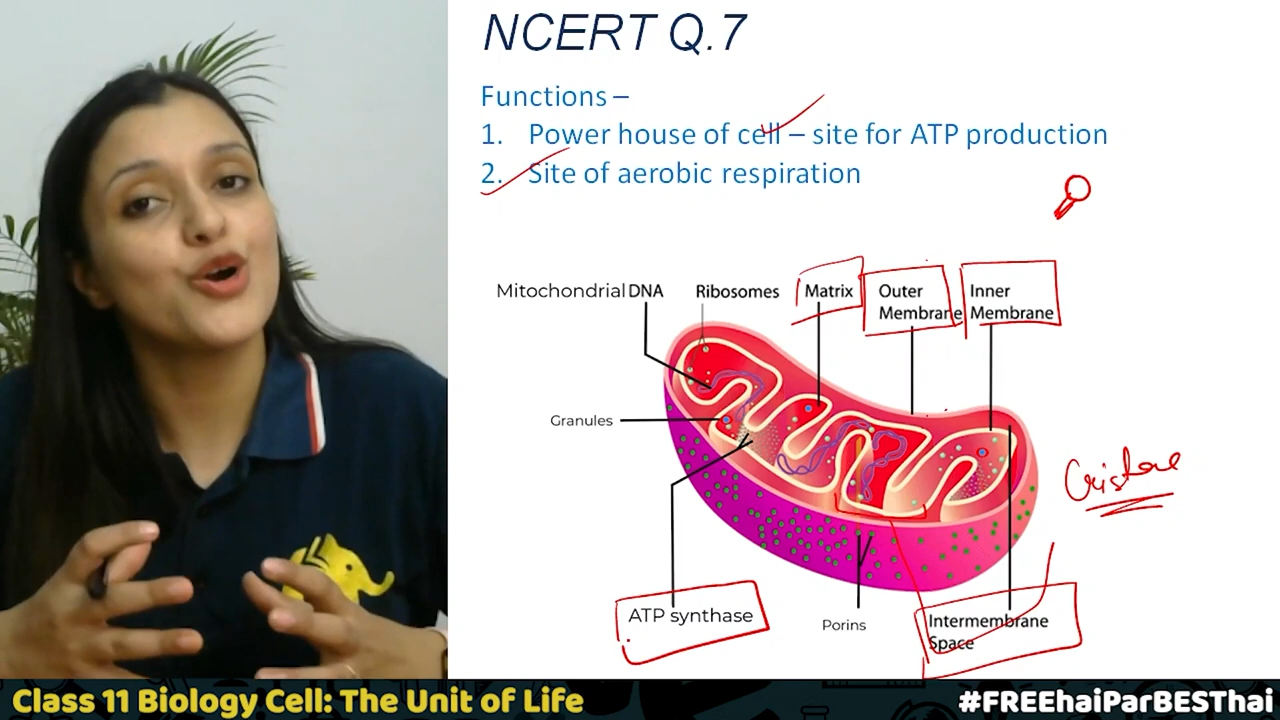 NCERT Q.7
Functions –
1. Power house of cell – site for ATP production
2. Site of aerobic respiration
Mitochondrial DNA
Ribosomes
Matrix
Outer
Membrane
Inner
Membrane
Granules
Cristae
ATP synthase
Porins
Intermembrane
Space
Class 11 Biology Cell: The Unit of Life
#FREEhaiParBESThai